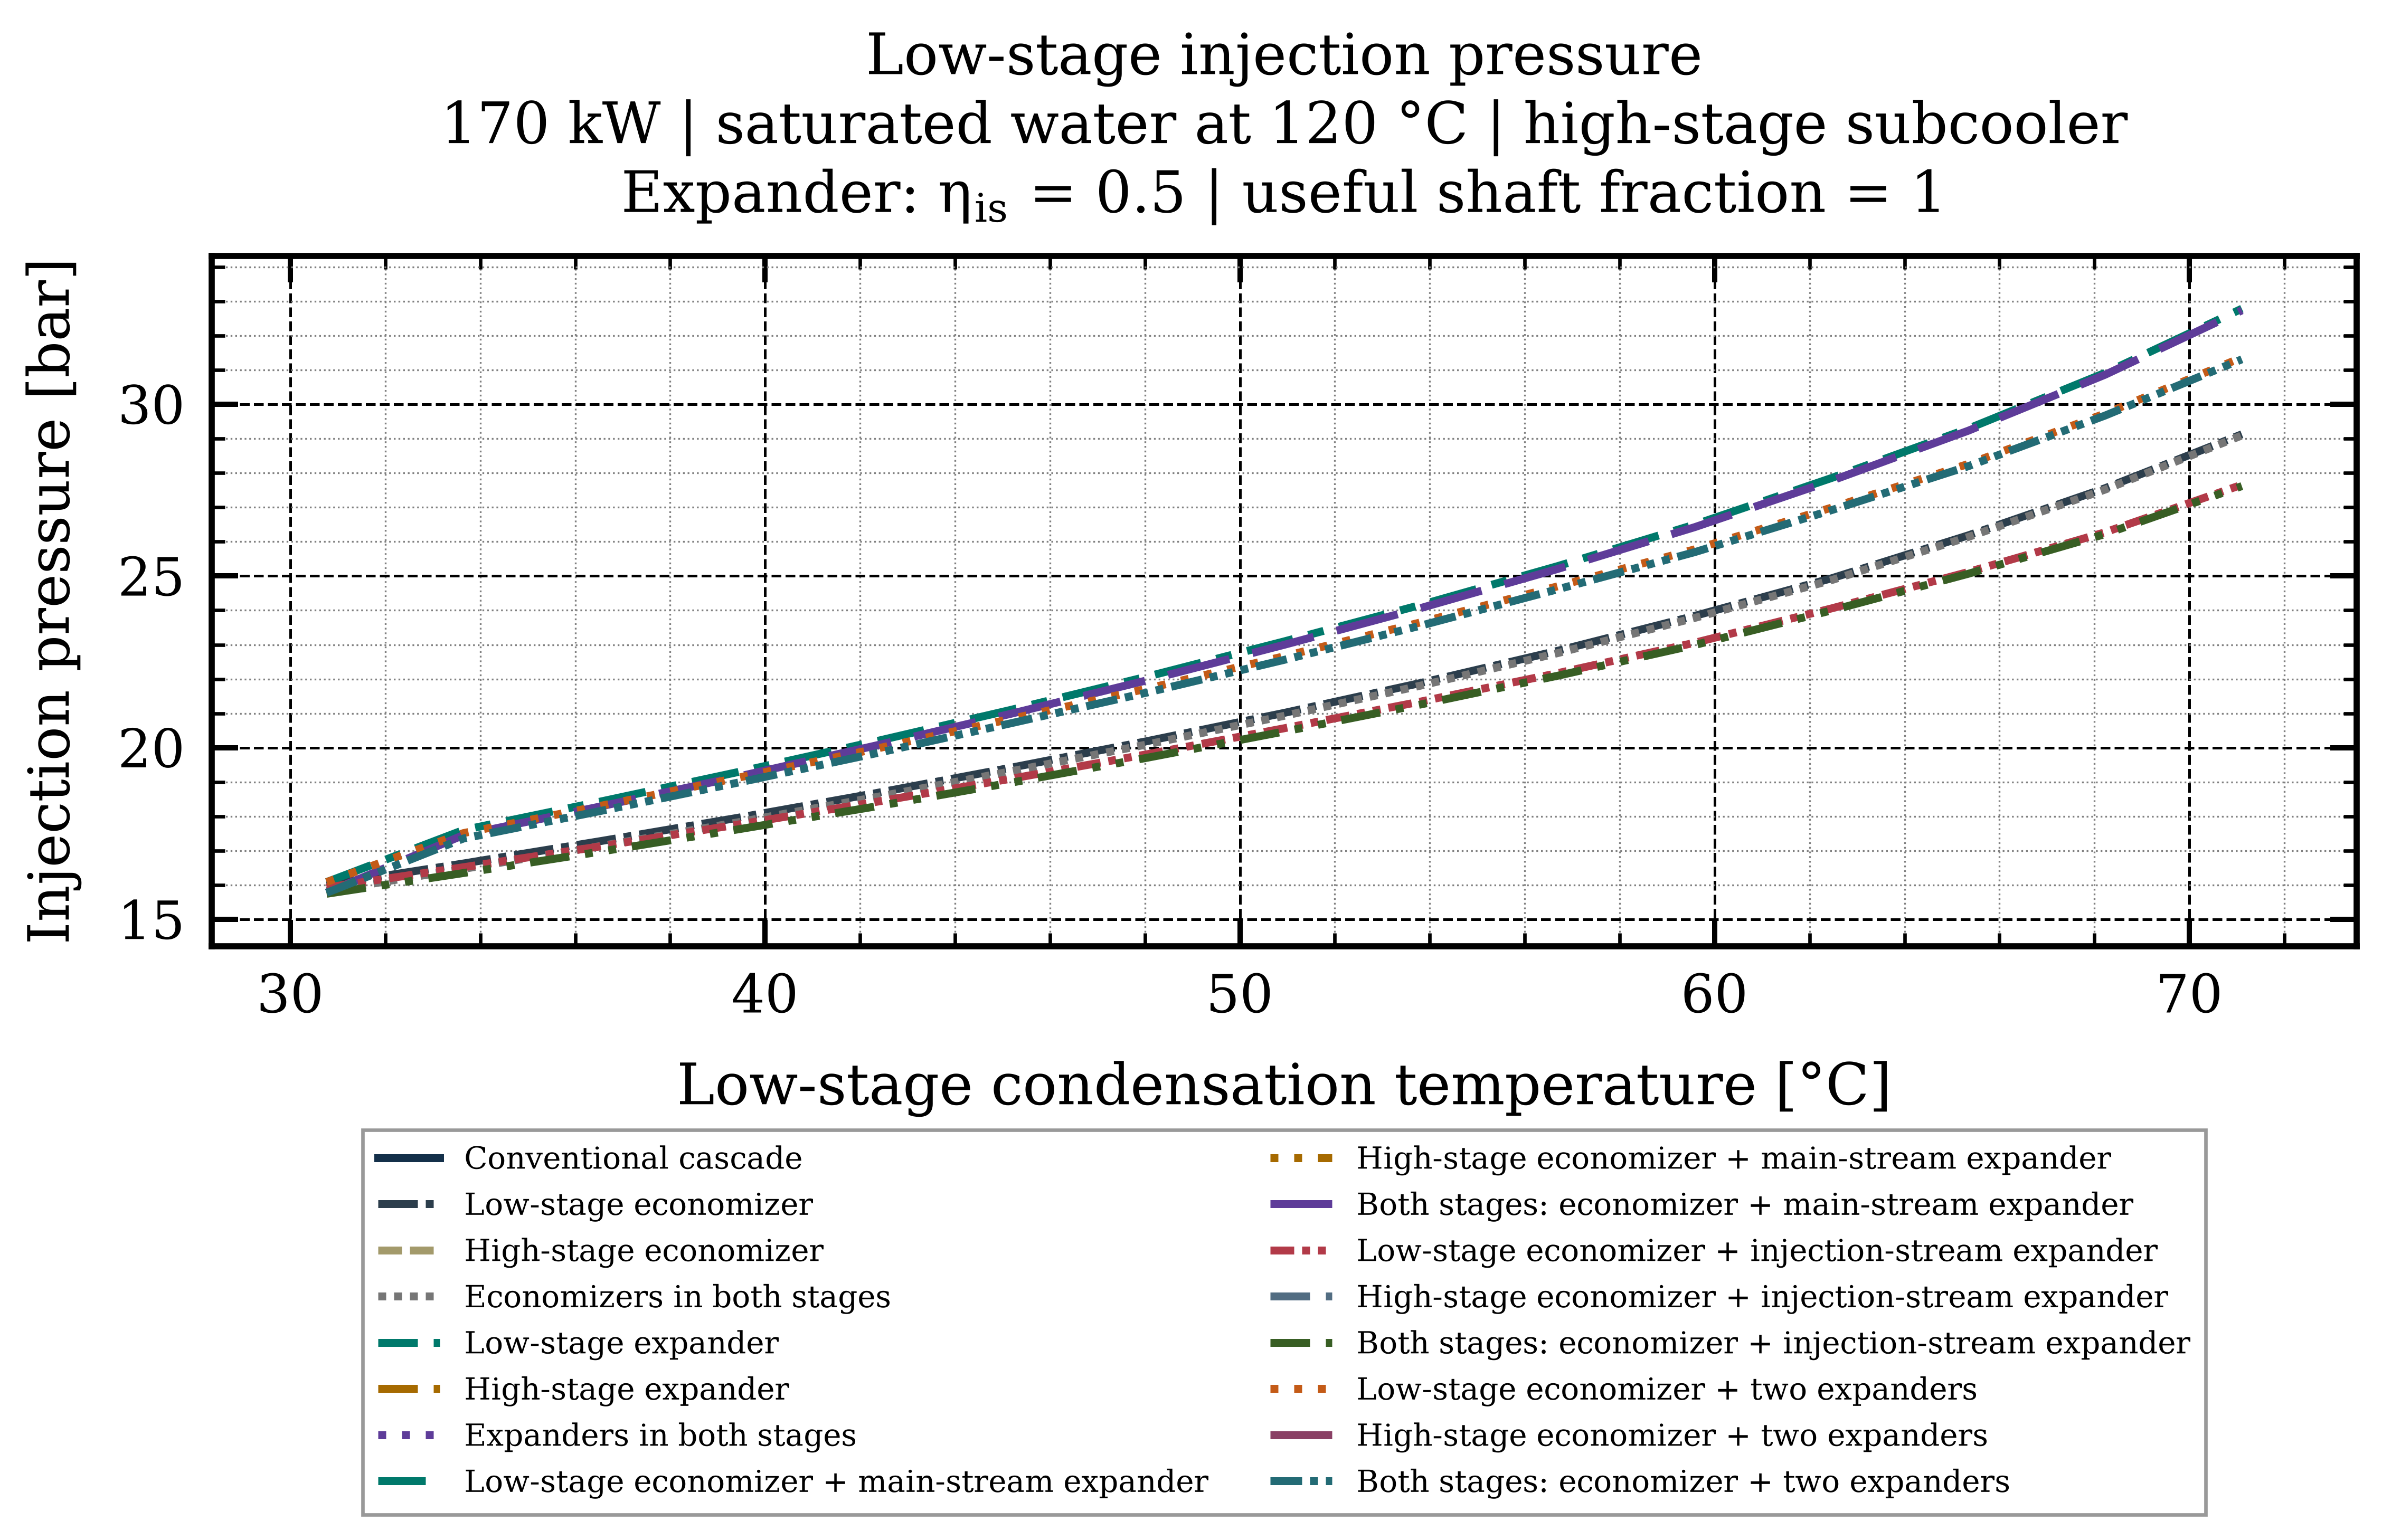 Low-stage injection pressure
170 kW | saturated water at 120 °C | high-stage subcooler
Expander: ηis = 0.5 | useful shaft fraction = 1
Injection pressure [bar]
30
25
20
15
30 40 50 60 70
Low-stage condensation temperature [°C]
Conventional cascade
Low-stage economizer
High-stage economizer
Economizers in both stages
Low-stage expander
High-stage expander
Expanders in both stages
Low-stage economizer + main-stream expander
High-stage economizer + main-stream expander
Both stages: economizer + main-stream expander
Low-stage economizer + injection-stream expander
High-stage economizer + injection-stream expander
Both stages: economizer + injection-stream expander
Low-stage economizer + two expanders
High-stage economizer + two expanders
Both stages: economizer + two expanders